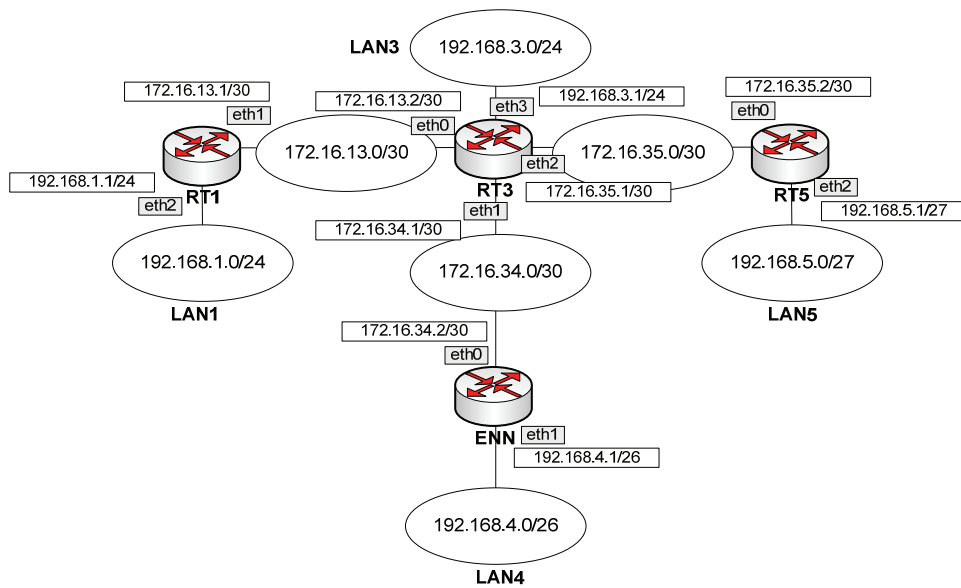 LAN3
192.168.3.0/24
172.16.13.1/30
172.16.13.2/30
192.168.3.1/24
172.16.35.2/30
eth1
eth0
eth3
eth0
172.16.13.0/30
172.16.35.0/30
eth2
192.168.1.1/24
RT1
RT3
172.16.35.1/30
RT5
eth2
eth2
eth1
192.168.5.1/27
172.16.34.1/30
192.168.1.0/24
172.16.34.0/30
192.168.5.0/27
LAN1
LAN5
172.16.34.2/30
eth0
ENN
eth1
192.168.4.1/26
192.168.4.0/26
LAN4